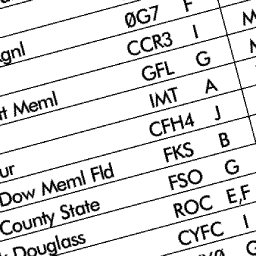 gnl ØG7 F
CCR3 I
Meml GFL G
IMT A
ur CFH4 J
Dow Meml Fld FKS B
County State FSO G
Douglass ROC E,F
CYFC I